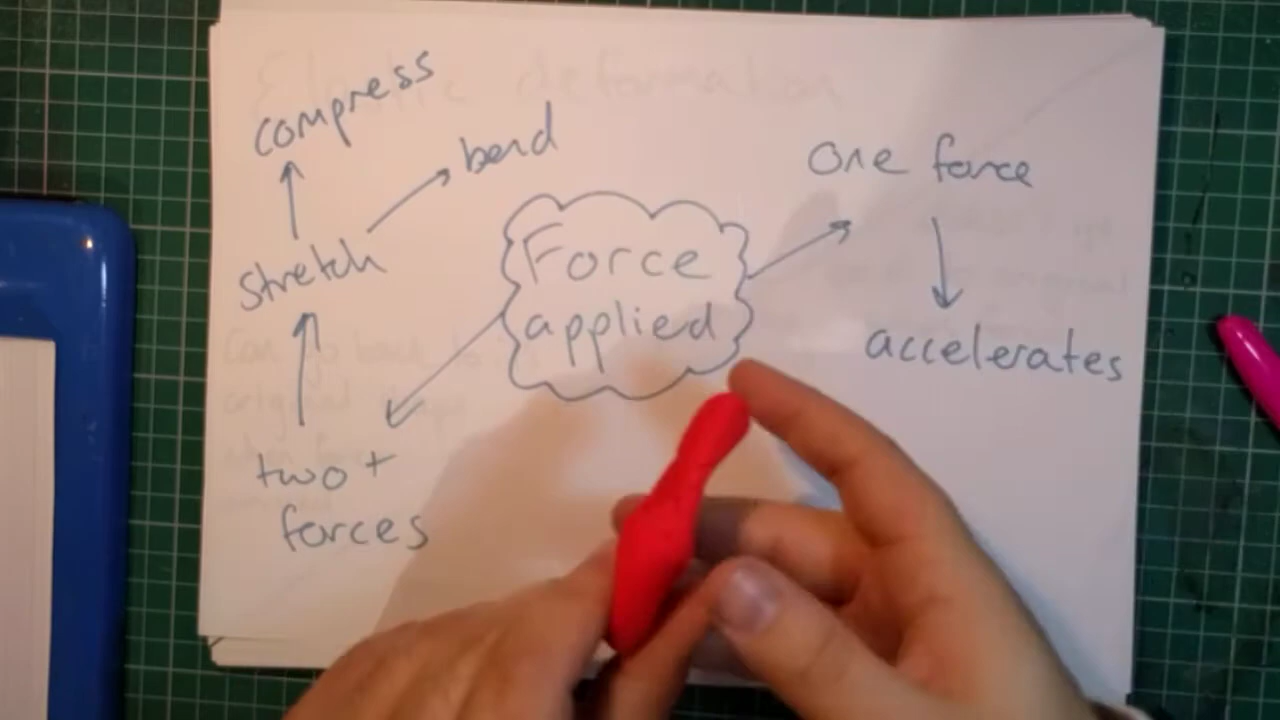 compress
bend
stretch
two +
forces
Force
applied
One force
accelerates